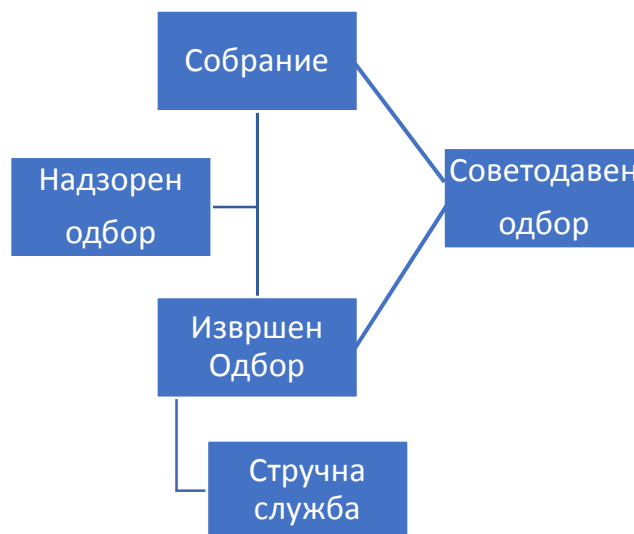 Собрание
Надзорен
одбор
Советодавен
одбор
Извршен
Одбор
Стручна
служба